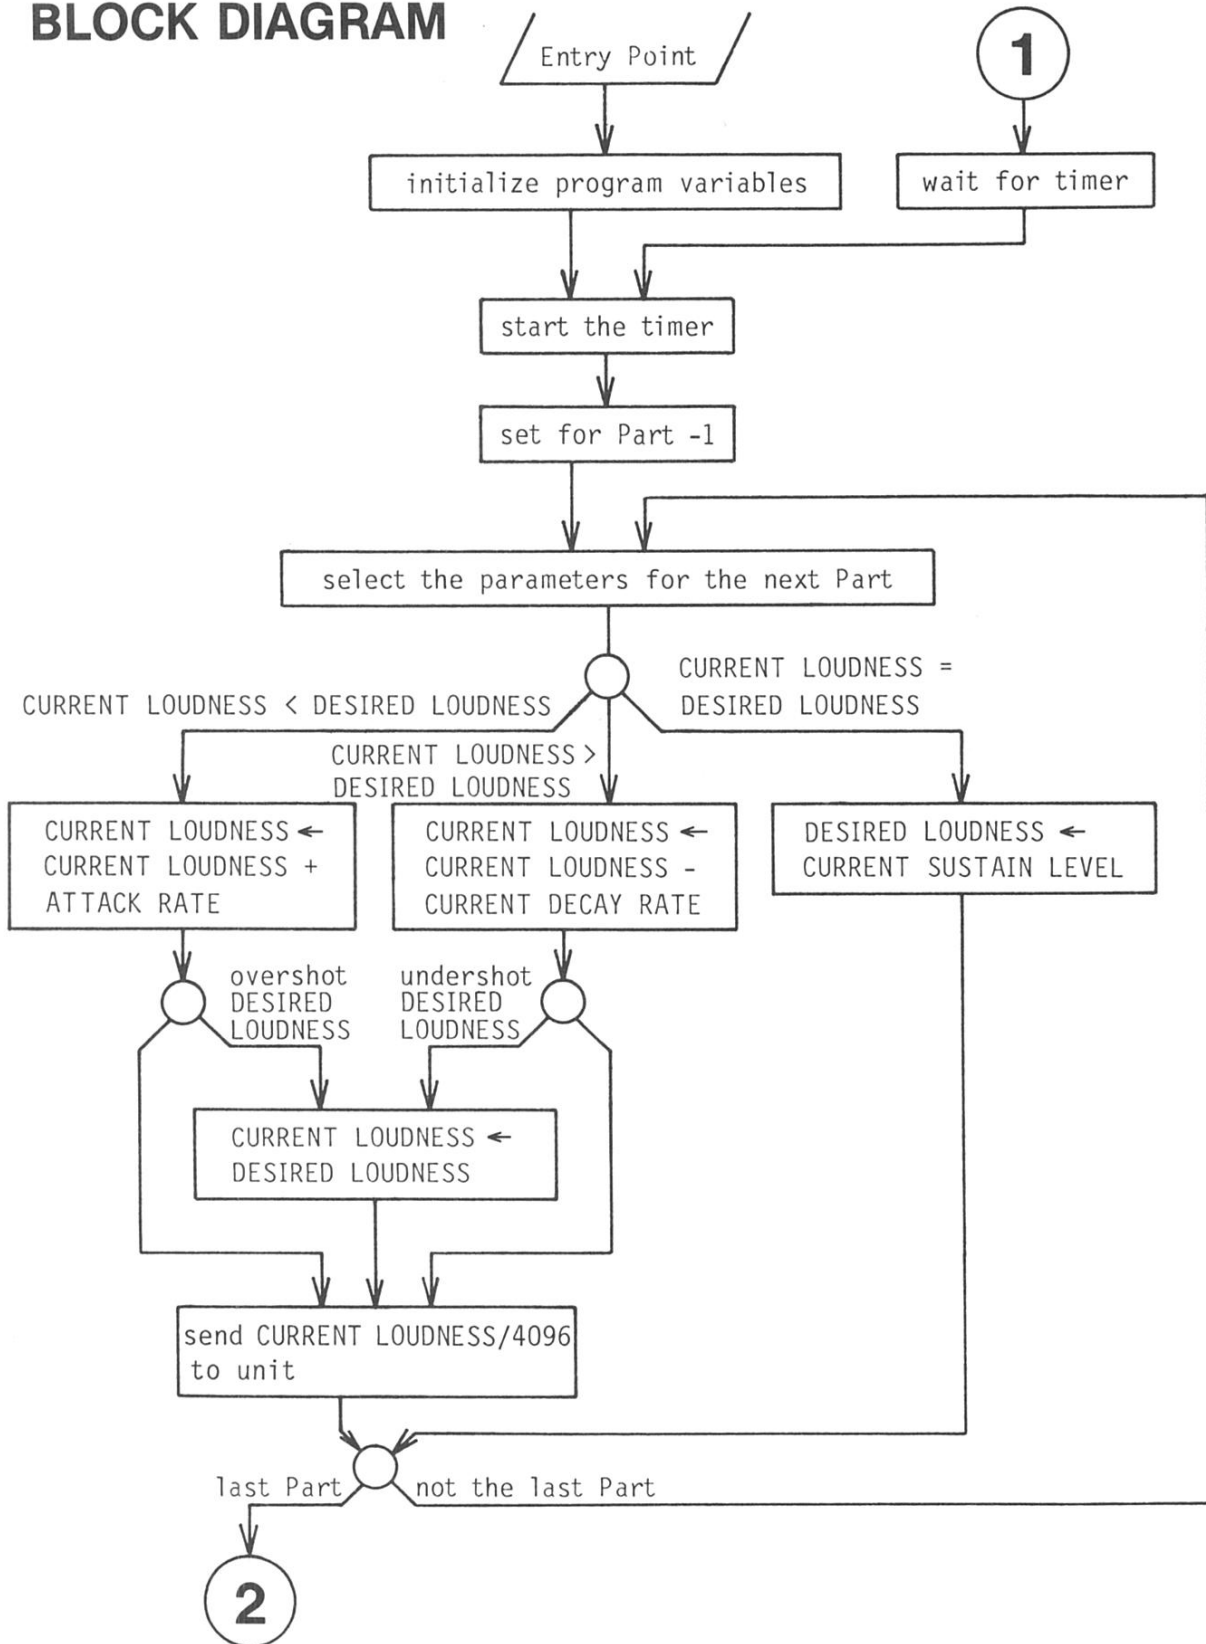 BLOCK DIAGRAM
Entry Point
1
initialize program variables
wait for timer
start the timer
set for Part -1
select the parameters for the next Part
CURRENT LOUDNESS =
DESIRED LOUDNESS
CURRENT LOUDNESS < DESIRED LOUDNESS
CURRENT LOUDNESS >
DESIRED LOUDNESS
CURRENT LOUDNESS ←
CURRENT LOUDNESS +
ATTACK RATE
CURRENT LOUDNESS ←
CURRENT LOUDNESS -
CURRENT DECAY RATE
DESIRED LOUDNESS ←
CURRENT SUSTAIN LEVEL
overshot
DESIRED
LOUDNESS
undershot
DESIRED
LOUDNESS
CURRENT LOUDNESS ←
DESIRED LOUDNESS
send CURRENT LOUDNESS/4096
to unit
last Part
not the last Part
2